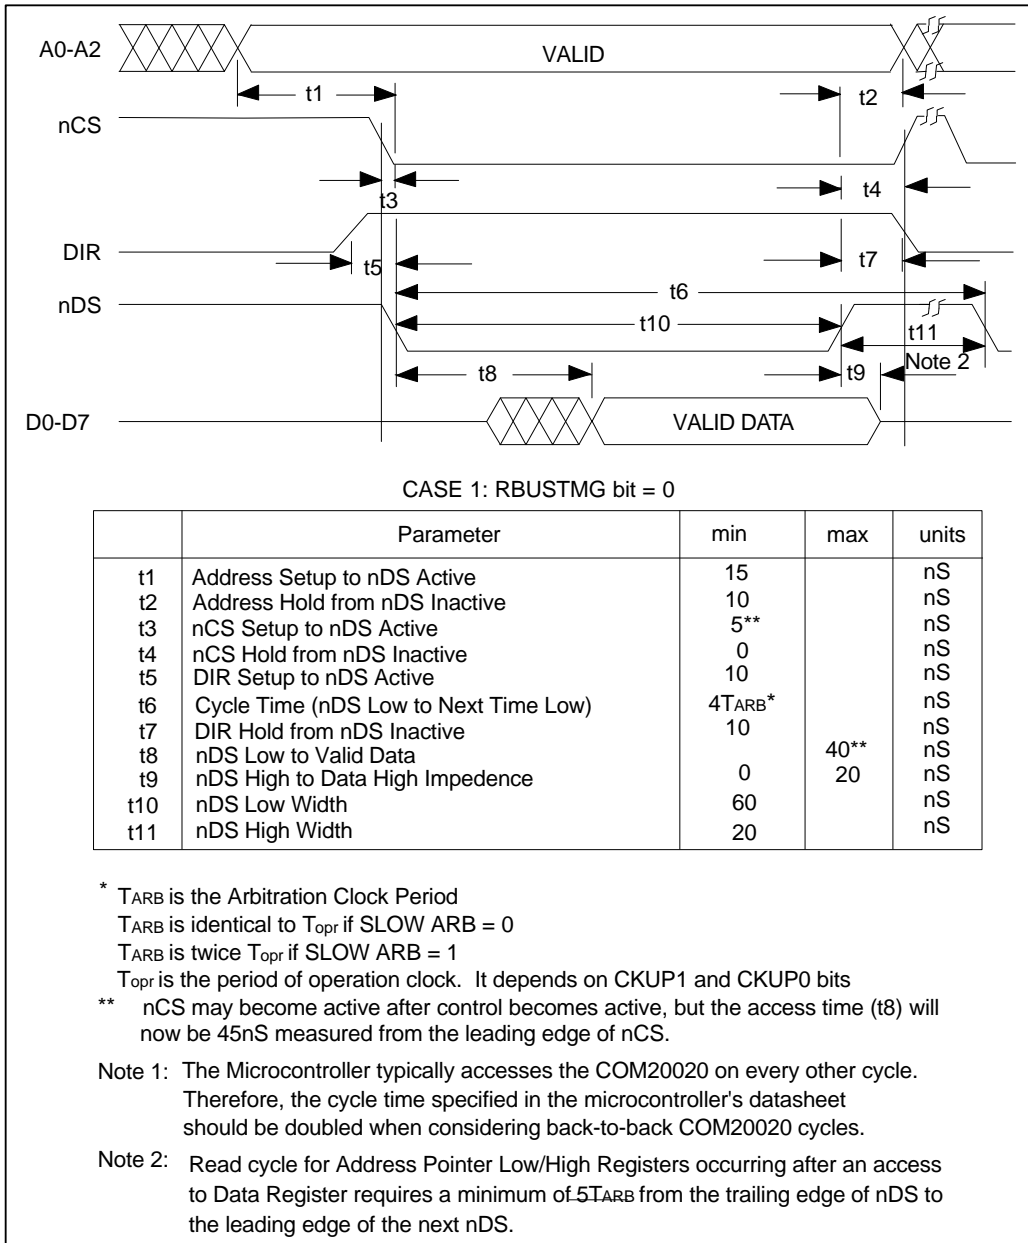 A0-A2
VALID
t1
t2
nCS
t3
t4
DIR
t5
t7
nDS
t6
t10
t11
Note 2
t8
t9
D0-D7
VALID DATA
CASE 1: RBUSTMG bit = 0
Parameter min max units
t1 Address Setup to nDS Active 15 nS
t2 Address Hold from nDS Inactive 10 nS
t3 nCS Setup to nDS Active 5** nS
t4 nCS Hold from nDS Inactive 0 nS
t5 DIR Setup to nDS Active 10 nS
t6 Cycle Time (nDS Low to Next Time Low) 4TARB* nS
t7 DIR Hold from nDS Inactive 10 nS
t8 nDS Low to Valid Data 40** nS
t9 nDS High to Data High Impedence 0 20 nS
t10 nDS Low Width 60 nS
t11 nDS High Width 20 nS
* TARB is the Arbitration Clock Period
TARB is identical to Topr if SLOW ARB = 0
TARB is twice Topr if SLOW ARB = 1
Topr is the period of operation clock. It depends on CKUP1 and CKUP0 bits
** nCS may become active after control becomes active, but the access time (t8) will
now be 45nS measured from the leading edge of nCS.
Note 1: The Microcontroller typically accesses the COM20020 on every other cycle.
Therefore, the cycle time specified in the microcontroller's datasheet
should be doubled when considering back-to-back COM20020 cycles.
Note 2: Read cycle for Address Pointer Low/High Registers occurring after an access
to Data Register requires a minimum of 5TARB from the trailing edge of nDS to
the leading edge of the next nDS.